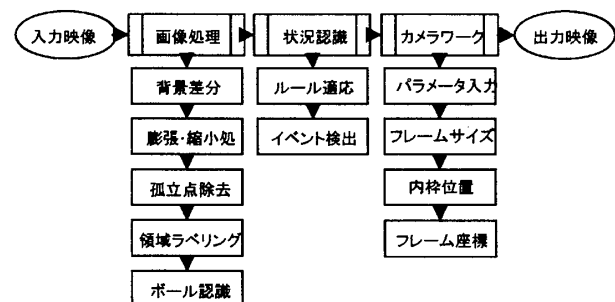 入力映像
画像処理
状況認識
カメラワーク
出力映像
背景差分
ルール適応
パラメータ入力
膨張・縮小処
イベント検出
フレームサイズ
孤立点除去
内枠位置
領域ラベリング
フレーム座標
ボール認識